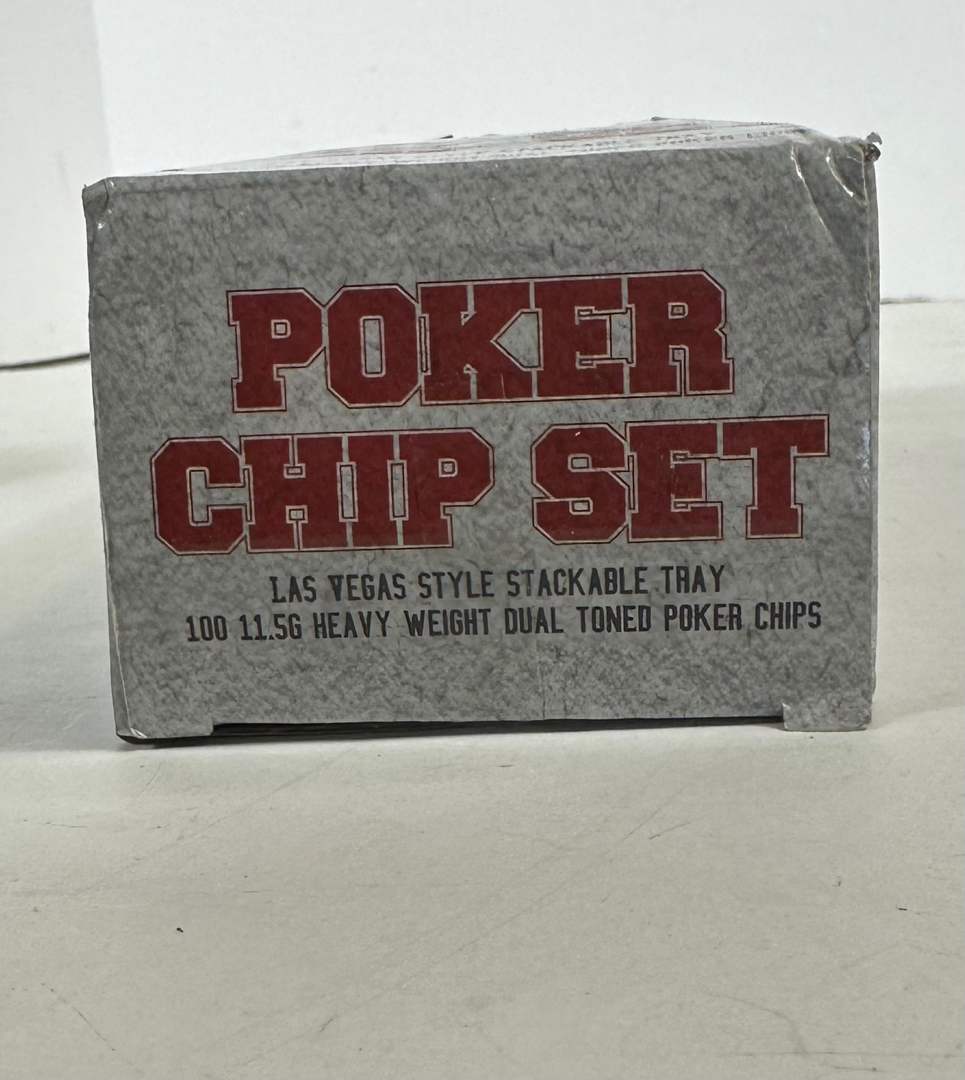 POKER
CHIP SET
LAS VEGAS STYLE STACKABLE TRAY
100 11.5G HEAVY WEIGHT DUAL TONED POKER CHIPS